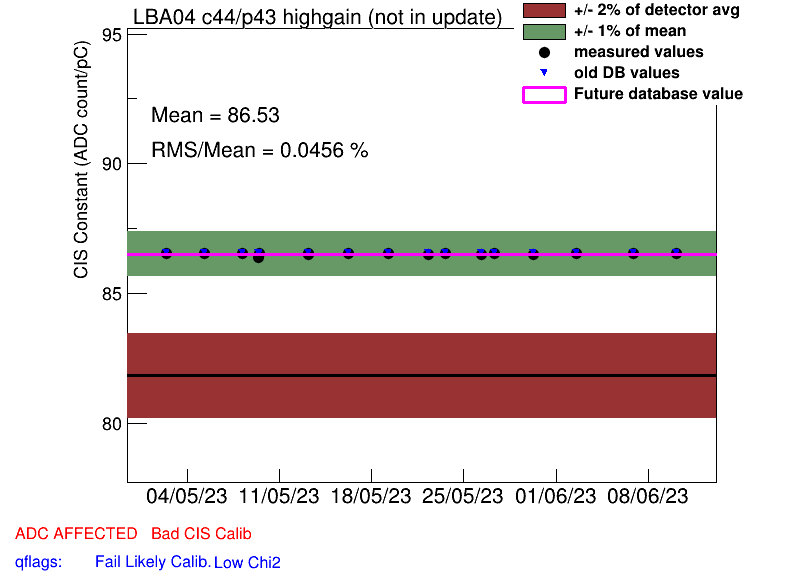 LBA04 c44/p43 highgain (not in update)
+/- 2% of detector avg
+/- 1% of mean
measured values
old DB values
Future database value
Mean = 86.53
RMS/Mean = 0.0456 %
CIS Constant (ADC count/pC)
95
90
85
80
04/05/23 11/05/23 18/05/23 25/05/23 01/06/23 08/06/23
ADC AFFECTED Bad CIS Calib
qflags: Fail Likely Calib. Low Chi2